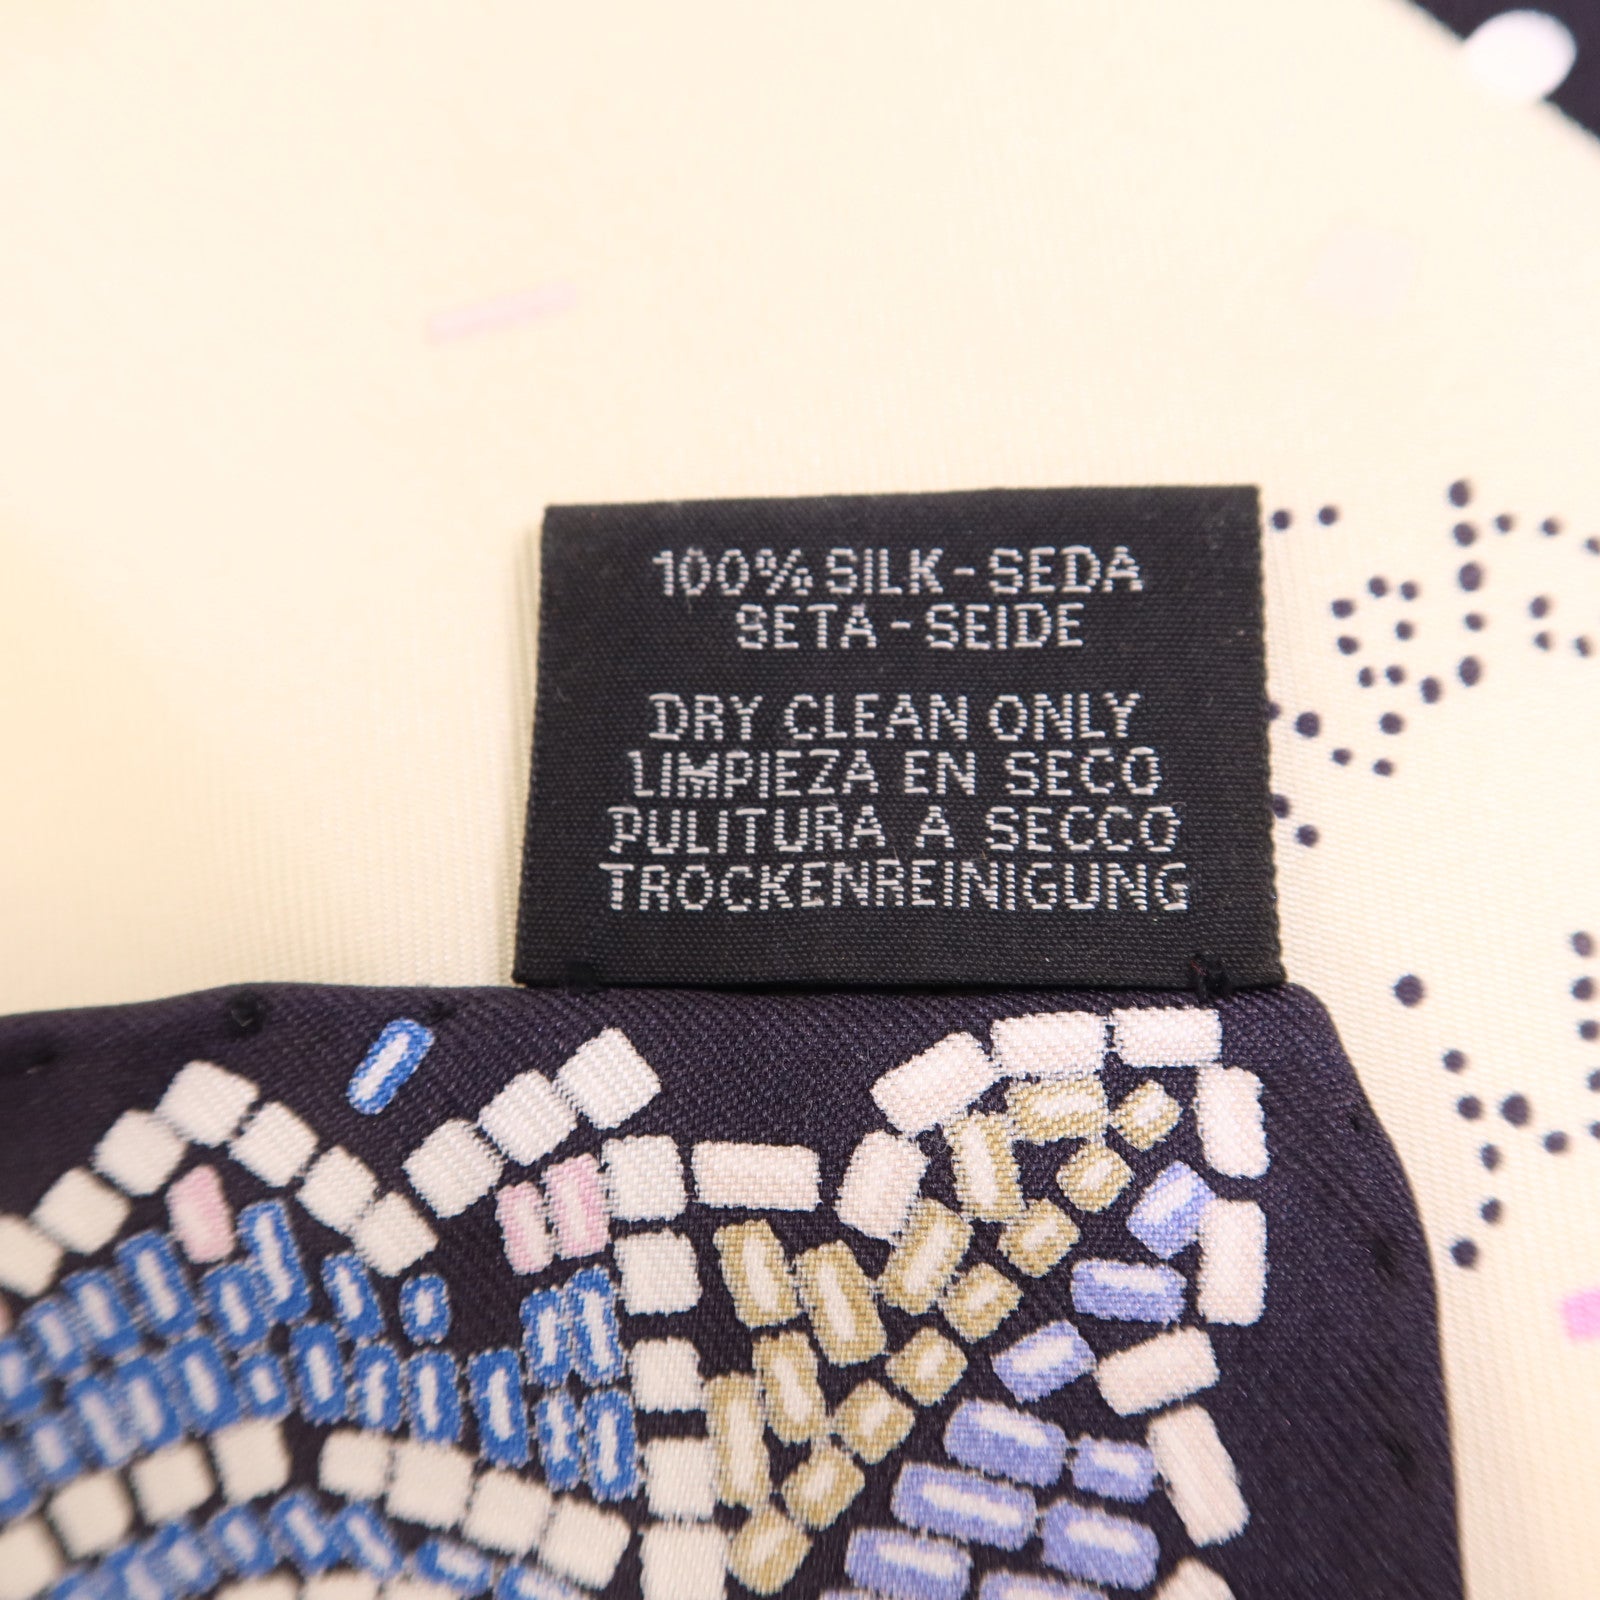 100% SILK - SEDA
SETA - SEIDE
DRY CLEAN ONLY
LIMPIEZA EN SECO
PULITURA A SECCO
TROCKENREINIGUNG